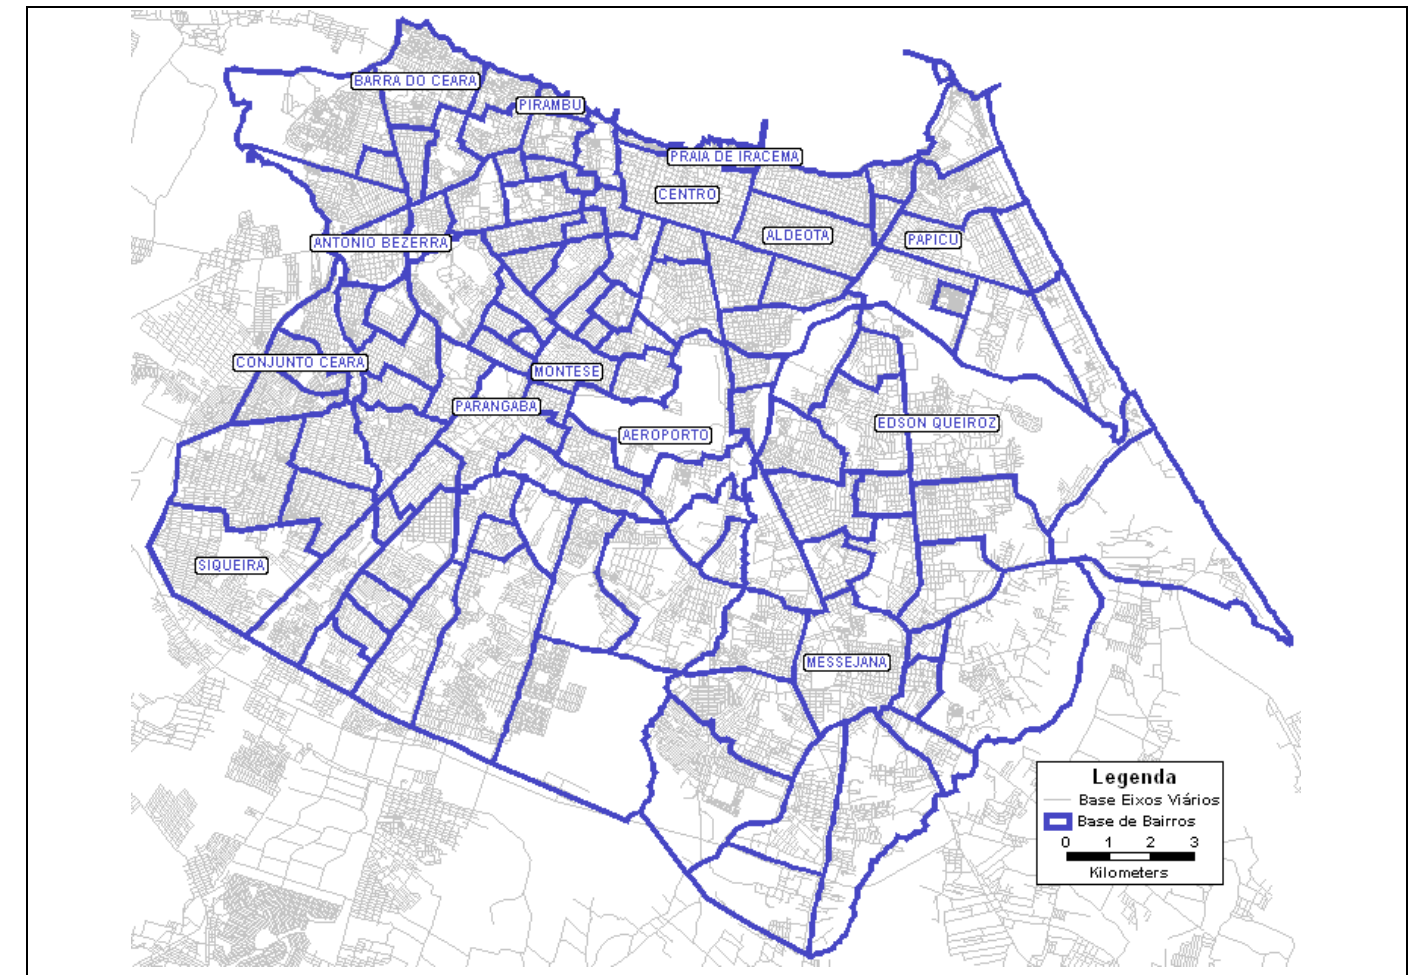 BARRA DO CEARA
PIRAMBU
PRAIA DE IRACEMA
CENTRO
ALDEOTA
PAPICU
ANTONIO BEZERRA
CONJUNTO CEARA
MONTESE
PARANGABA
AEROPORTO
EDSON QUEIROZ
SIQUEIRA
MESSEJANA
Legenda
Base Eixos Viários
Base de Bairros
0 1 2 3
Kilometers